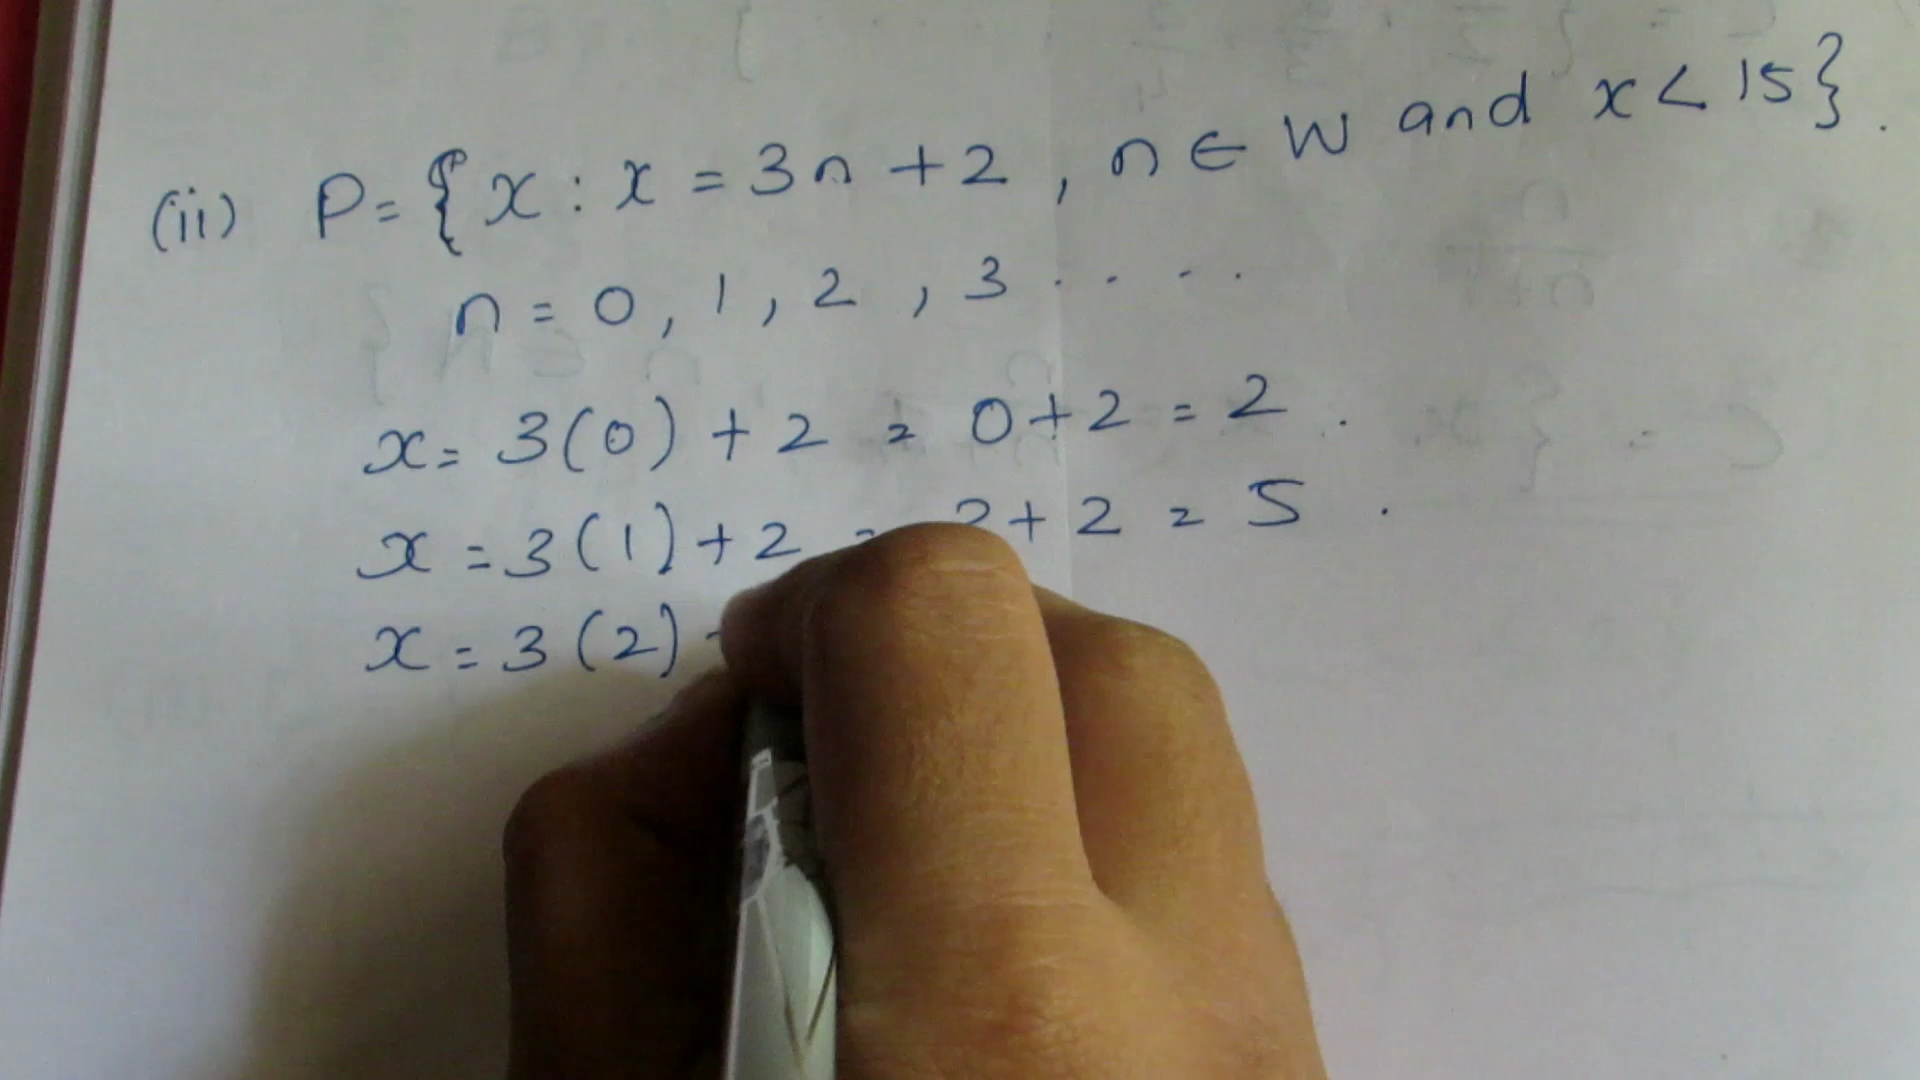 (ii) P = { x : x = 3n + 2 , n ∈ W and x < 15 } .
n = 0 , 1 , 2 , 3 . . . .
x = 3 ( 0 ) + 2 = 0 + 2 = 2 .
x = 3 ( 1 ) + 2 = + 2 = 5 .
x = 3 ( 2 )